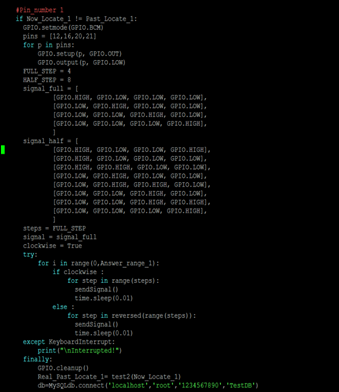 #Pin_number 1
if Now_Locate_1 != Past_Locate_1:
  GPIO.setmode(GPIO.BCM)
  pins = [12,16,20,21]
  for p in pins:
      GPIO.setup(p, GPIO.OUT)
      GPIO.output(p, GPIO.LOW)
  FULL_STEP = 4
  HALF_STEP = 8
  signal_full = [
          [GPIO.HIGH, GPIO.LOW, GPIO.LOW, GPIO.LOW],
          [GPIO.LOW, GPIO.HIGH, GPIO.LOW, GPIO.LOW],
          [GPIO.LOW, GPIO.LOW, GPIO.HIGH, GPIO.LOW],
          [GPIO.LOW, GPIO.LOW, GPIO.LOW, GPIO.HIGH],
          ]
  signal_half = [
          [GPIO.HIGH, GPIO.LOW, GPIO.LOW, GPIO.HIGH],
          [GPIO.HIGH, GPIO.LOW, GPIO.LOW, GPIO.LOW],
          [GPIO.HIGH, GPIO.HIGH, GPIO.LOW, GPIO.LOW],
          [GPIO.LOW, GPIO.HIGH, GPIO.LOW, GPIO.LOW],
          [GPIO.LOW, GPIO.HIGH, GPIO.HIGH, GPIO.LOW],
          [GPIO.LOW, GPIO.LOW, GPIO.HIGH, GPIO.LOW],
          [GPIO.LOW, GPIO.LOW, GPIO.HIGH, GPIO.HIGH],
          [GPIO.LOW, GPIO.LOW, GPIO.LOW, GPIO.HIGH],
          ]
  steps = FULL_STEP
  signal = signal_full
  clockwise = True
  try:
      for i in range(0,Answer_range_1):
          if clockwise :
              for step in range(steps):
                sendSignal()
                time.sleep(0.01)
          else :
              for step in reversed(range(steps)):
                sendSignal()
                time.sleep(0.01)
  except KeyboardInterrupt:
      print("\nInterrupted!")
  finally:
      GPIO.cleanup()
      Real_Past_Locate_1= test2(Now_Locate_1)
      db=MySQLdb.connect('localhost','root','1234567890','TestDB')